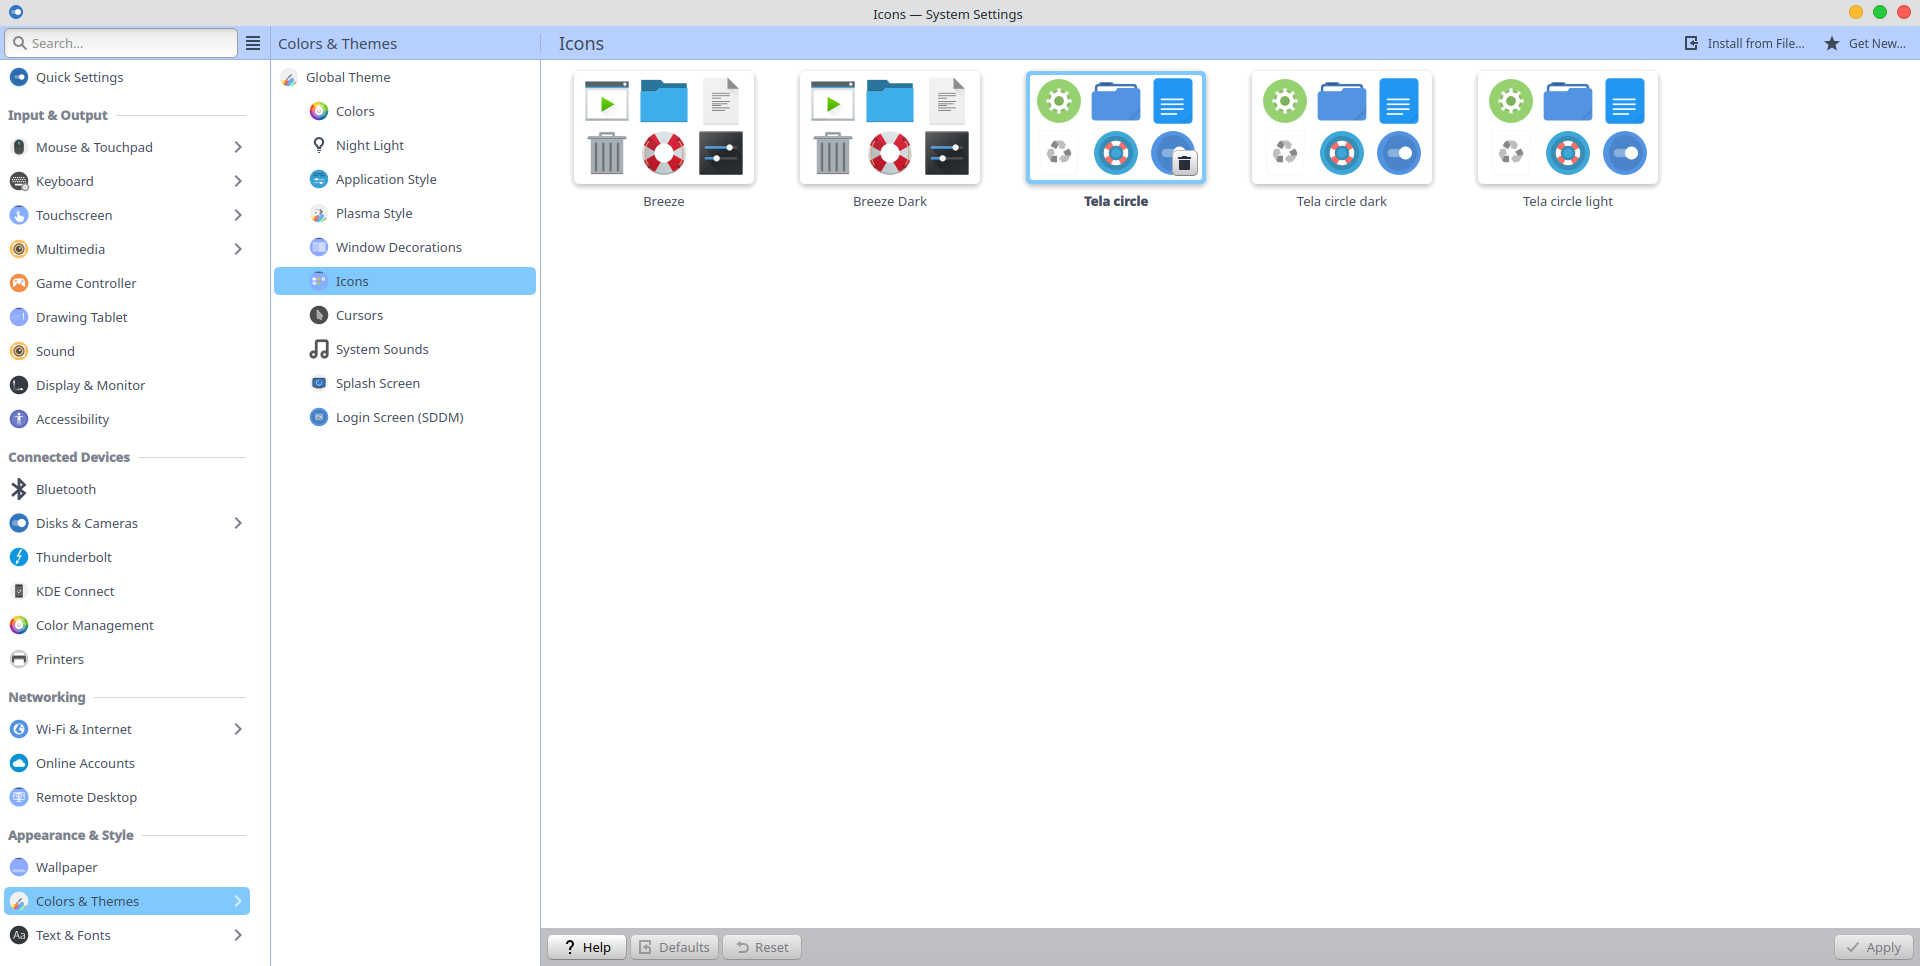 Icons — System Settings
Search...
Colors & Themes
Icons
Install from File...
Get New...
Quick Settings
Input & Output
Mouse & Touchpad
Keyboard
Touchscreen
Multimedia
Game Controller
Drawing Tablet
Sound
Display & Monitor
Accessibility
Connected Devices
Bluetooth
Disks & Cameras
Thunderbolt
KDE Connect
Color Management
Printers
Networking
Wi-Fi & Internet
Online Accounts
Remote Desktop
Appearance & Style
Wallpaper
Colors & Themes
Aa Text & Fonts
Global Theme
Colors
Night Light
Application Style
Plasma Style
Window Decorations
Icons
Cursors
System Sounds
Splash Screen
Login Screen (SDDM)
Breeze
Breeze Dark
Tela circle
Tela circle dark
Tela circle light
? Help
Defaults
Reset
Apply